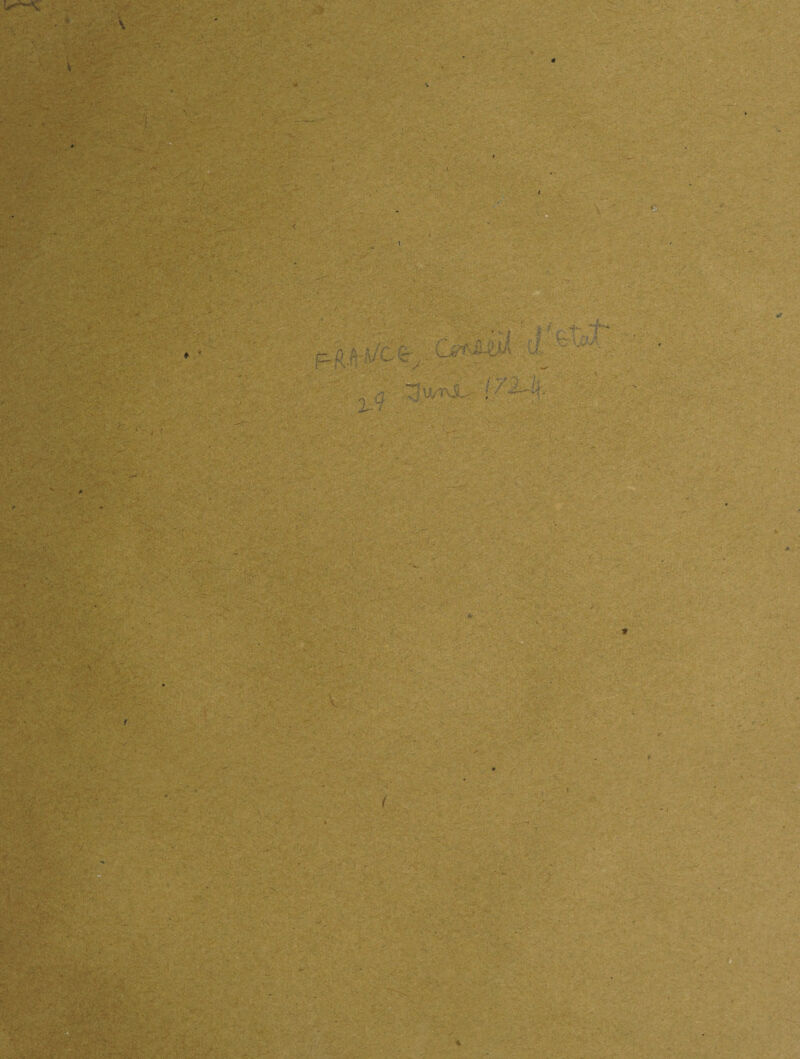 FRANCE, Conseil d'etat
29 June 1724.